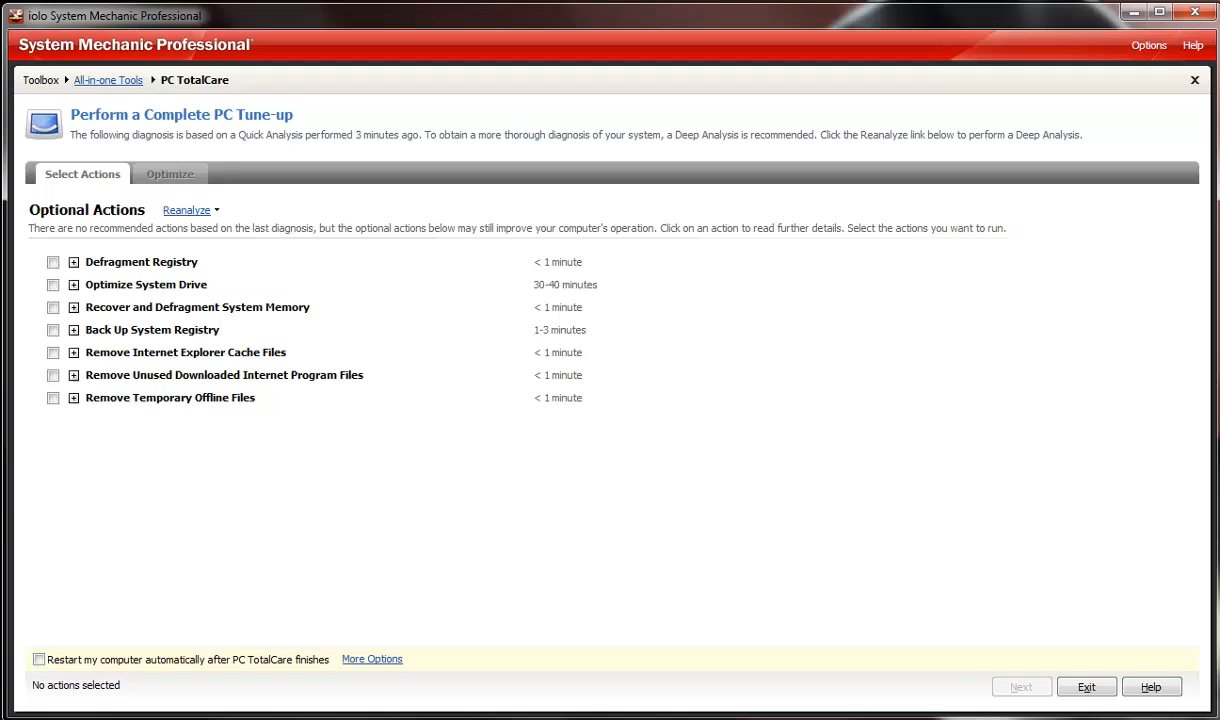 iolo System Mechanic Professional
System Mechanic Professional
Options Help
Toolbox All-in-one Tools PC TotalCare X
Perform a Complete PC Tune-up
The following diagnosis is based on a Quick Analysis performed 3 minutes ago. To obtain a more thorough diagnosis of your system, a Deep Analysis is recommended. Click the Reanalyze link below to perform a Deep Analysis.
Select Actions Optimize
Optional Actions Reanalyze
There are no recommended actions based on the last diagnosis, but the optional actions below may still improve your computer's operation. Click on an action to read further details. Select the actions you want to run.
Defragment Registry < 1 minute
Optimize System Drive 30-40 minutes
Recover and Defragment System Memory < 1 minute
Back Up System Registry 1-3 minutes
Remove Internet Explorer Cache Files < 1 minute
Remove Unused Downloaded Internet Program Files < 1 minute
Remove Temporary Offline Files < 1 minute
Restart my computer automatically after PC TotalCare finishes More Options
No actions selected
Next Exit Help